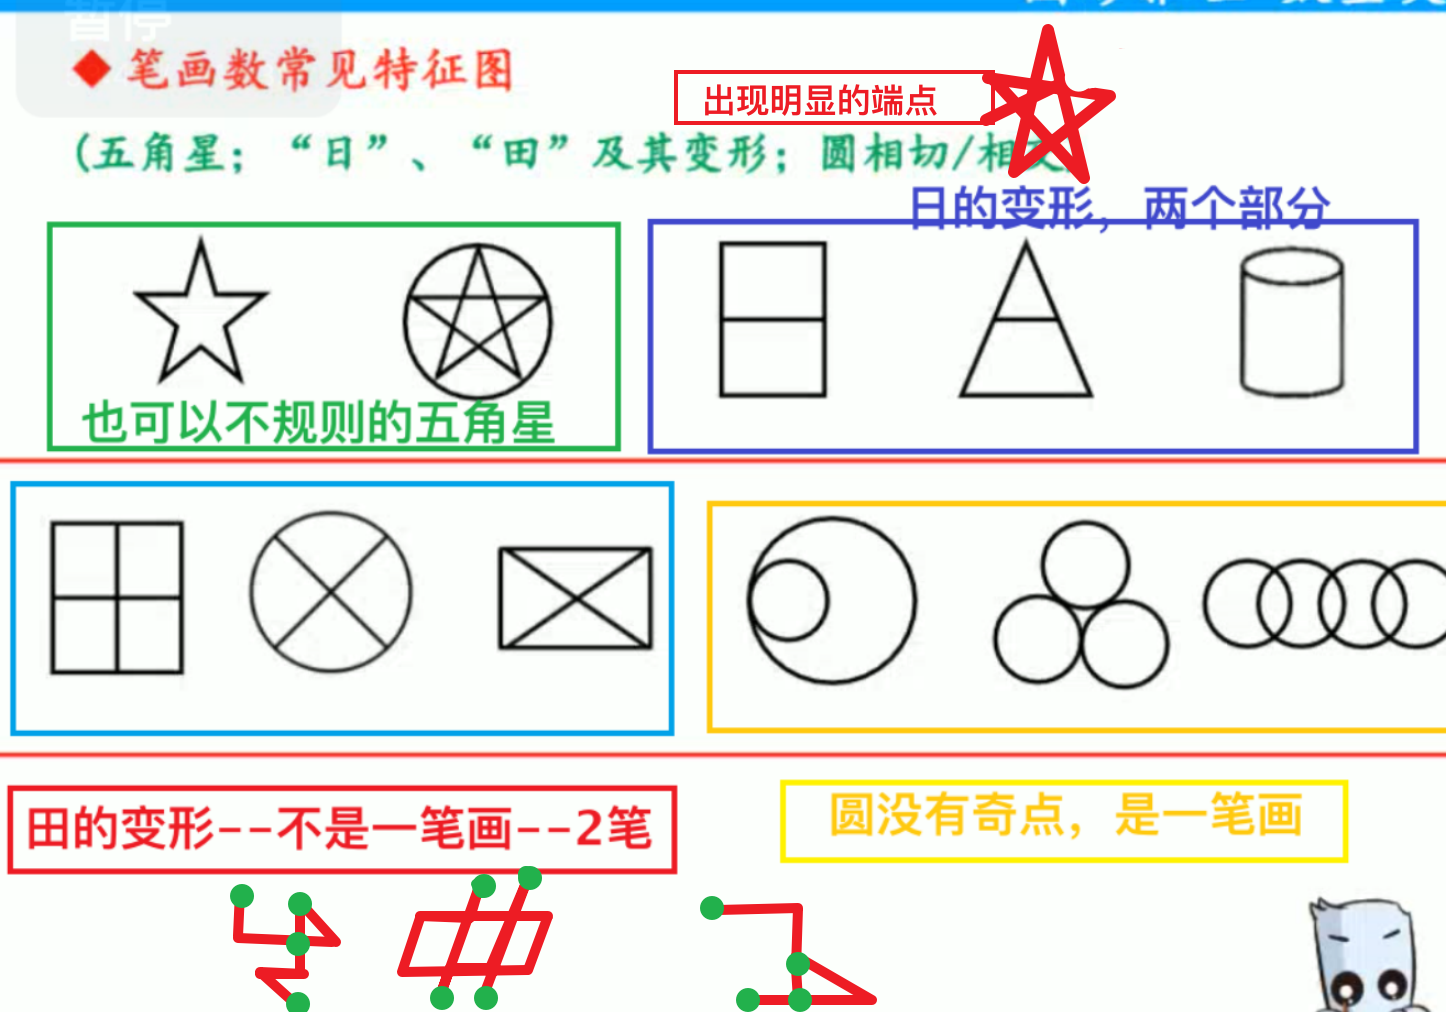 暂停
◆ 笔画数常见特征图
出现明显的端点
(五角星；“日”、“田”及其变形；圆相切/相交
日的变形，两个部分
也可以不规则的五角星
田的变形--不是一笔画--2笔
圆没有奇点，是一笔画